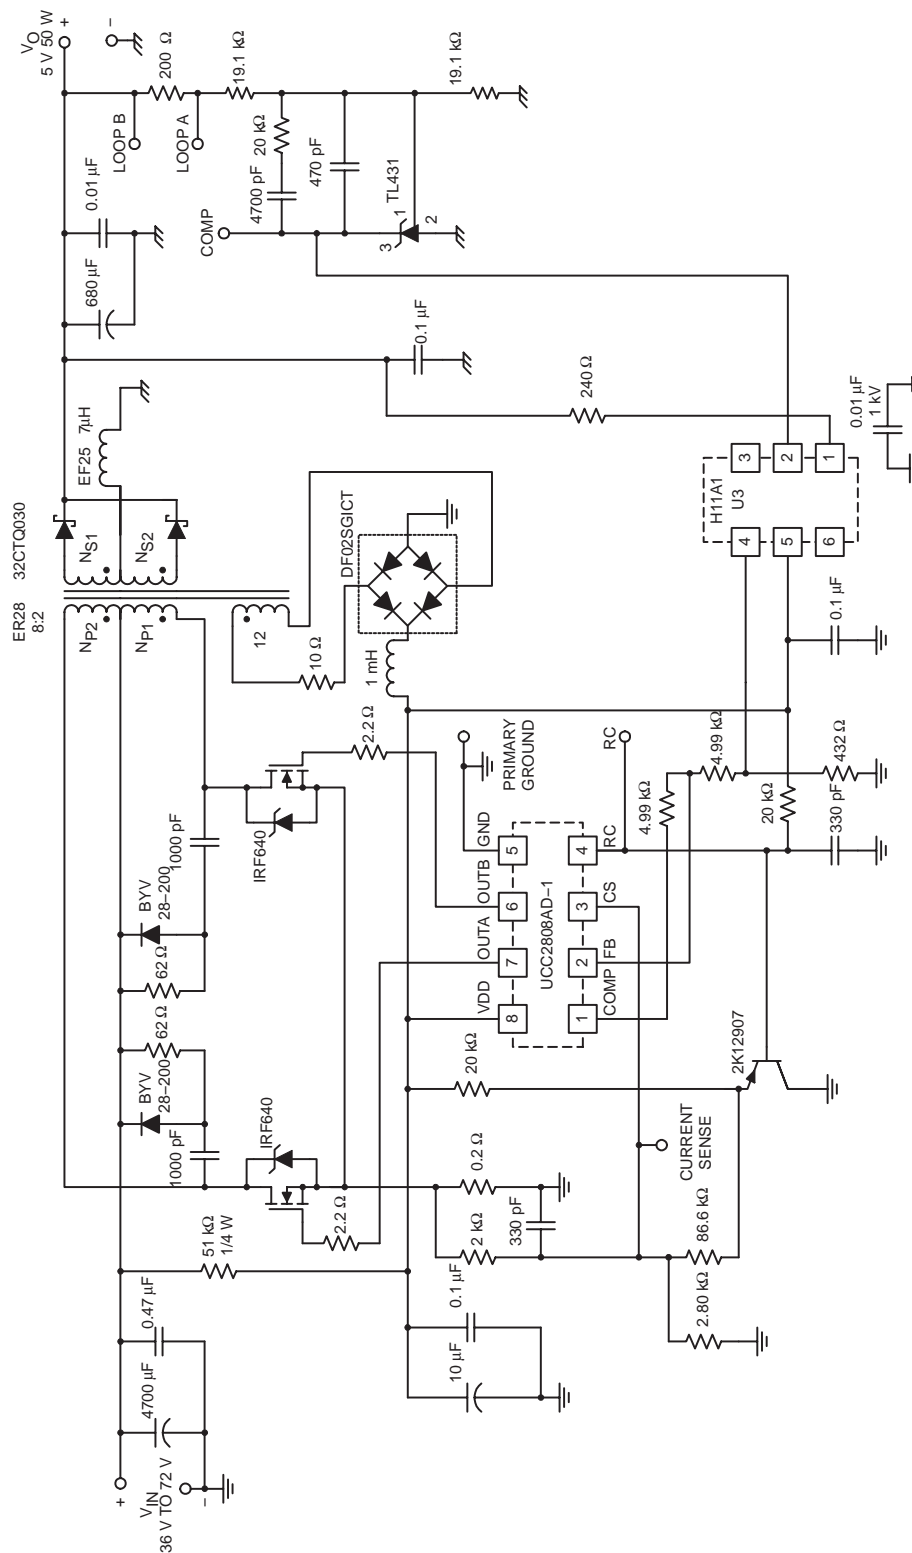 V_IN
36 V TO 72 V
+
−
4700 µF
0.47 µF
51 kΩ
1/4 W
1000 pF
BYV
28−200
62 Ω
62 Ω
BYV
28−200
1000 pF
IRF640
IRF640
2.2 Ω
2.2 Ω
ER28
8:2
32CTQ030
N_P2
N_P1
N_S1
N_S2
12
10 Ω
1 mH
DF02SGICT
EF25 7µH
680 µF
0.01 µF
V_O
5 V 50 W
+
−
LOOP B
200 Ω
LOOP A
19.1 kΩ
20 kΩ
4700 pF
470 pF
19.1 kΩ
COMP
TL431
3
1
2
0.1 µF
240 Ω
0.01 µF
1 kV
H11A1
U3
4
5
6
3
2
1
0.1 µF
10 µF
0.1 µF
2 kΩ
0.2 Ω
330 pF
CURRENT
SENSE
86.6 kΩ
2.80 kΩ
20 kΩ
2K12907
VDD
OUTA
OUTB
GND
8
7
6
5
UCC2808AD−1
1
2
3
4
COMP
FB
CS
RC
PRIMARY
GROUND
RC
4.99 kΩ
4.99 kΩ
20 kΩ
330 pF
432 Ω